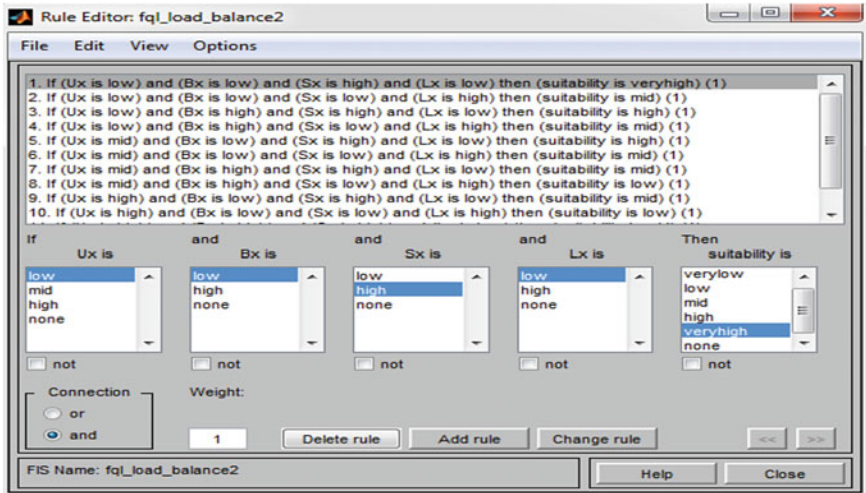 Rule Editor: fql_load_balance2
File Edit View Options
1. If (Ux is low) and (Bx is low) and (Sx is high) and (Lx is low) then (suitability is veryhigh) (1)
2. If (Ux is low) and (Bx is low) and (Sx is low) and (Lx is high) then (suitability is mid) (1)
3. If (Ux is low) and (Bx is high) and (Sx is high) and (Lx is low) then (suitability is high) (1)
4. If (Ux is low) and (Bx is high) and (Sx is low) and (Lx is high) then (suitability is mid) (1)
5. If (Ux is mid) and (Bx is low) and (Sx is high) and (Lx is low) then (suitability is high) (1)
6. If (Ux is mid) and (Bx is low) and (Sx is low) and (Lx is high) then (suitability is mid) (1)
7. If (Ux is mid) and (Bx is high) and (Sx is high) and (Lx is low) then (suitability is mid) (1)
8. If (Ux is mid) and (Bx is high) and (Sx is low) and (Lx is high) then (suitability is low) (1)
9. If (Ux is high) and (Bx is low) and (Sx is high) and (Lx is low) then (suitability is mid) (1)
10. If (Ux is high) and (Bx is low) and (Sx is low) and (Lx is high) then (suitability is low) (1)
If and and and Then
Ux is Bx is Sx is Lx is suitability is
low low low low verylow
mid high high high low
high none none none mid
none high
veryhigh
none
not not not not not
Connection Weight:
or
and 1 Delete rule Add rule Change rule << >>
FIS Name: fql_load_balance2 Help Close